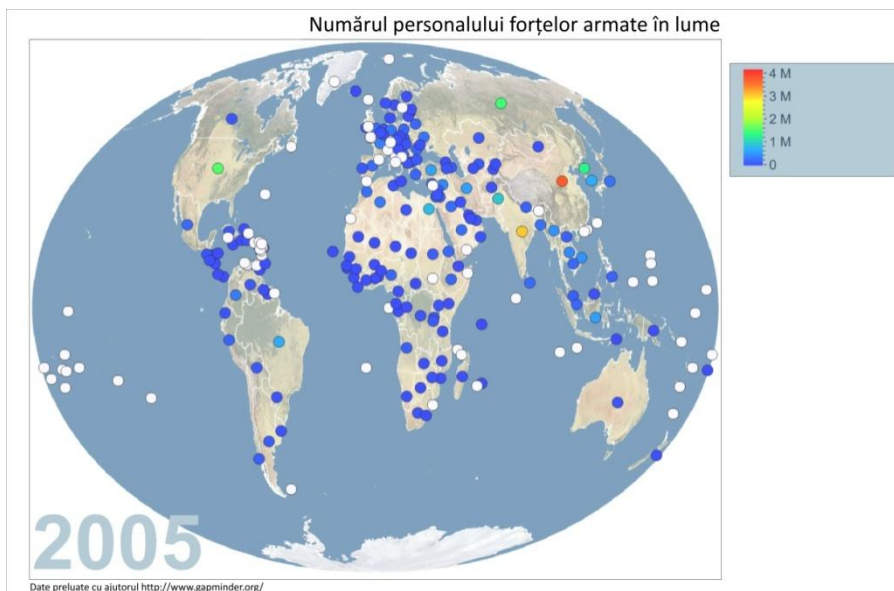 Numărul personalului forțelor armate în lume
4 M
3 M
2 M
1 M
0
2005
Date preluate cu ajutorul http://www.gapminder.org/